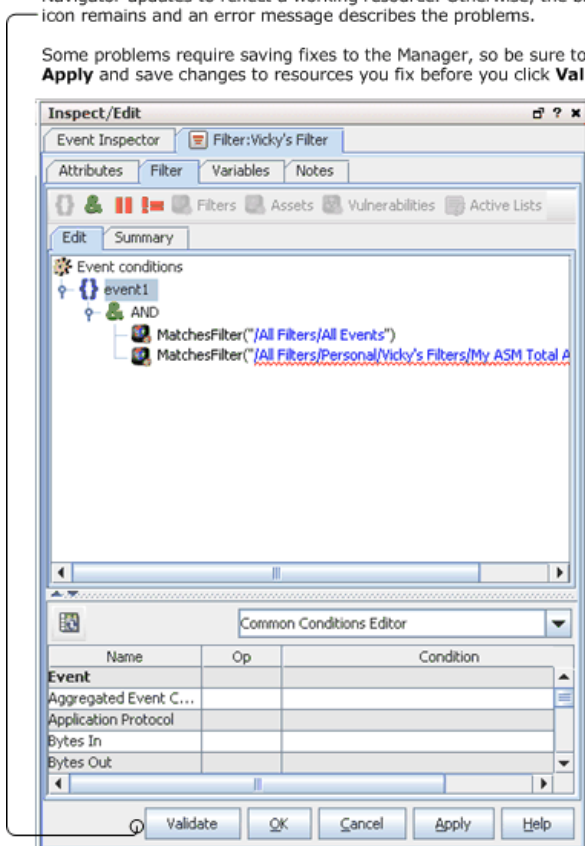 icon remains and an error message describes the problems.
Some problems require saving fixes to the Manager, so be sure to
Apply and save changes to resources you fix before you click Val
Inspect/Edit
Event Inspector
Filter:Vicky's Filter
Attributes
Filter
Variables
Notes
Filters
Assets
Vulnerabilities
Active Lists
Edit
Summary
Event conditions
event1
AND
MatchesFilter("/All Filters/All Events")
MatchesFilter("/All Filters/Personal/Vicky's Filters/My ASM Total A
Common Conditions Editor
Name Op Condition
Event
Aggregated Event C...
Application Protocol
Bytes In
Bytes Out
Validate
OK
Cancel
Apply
Help